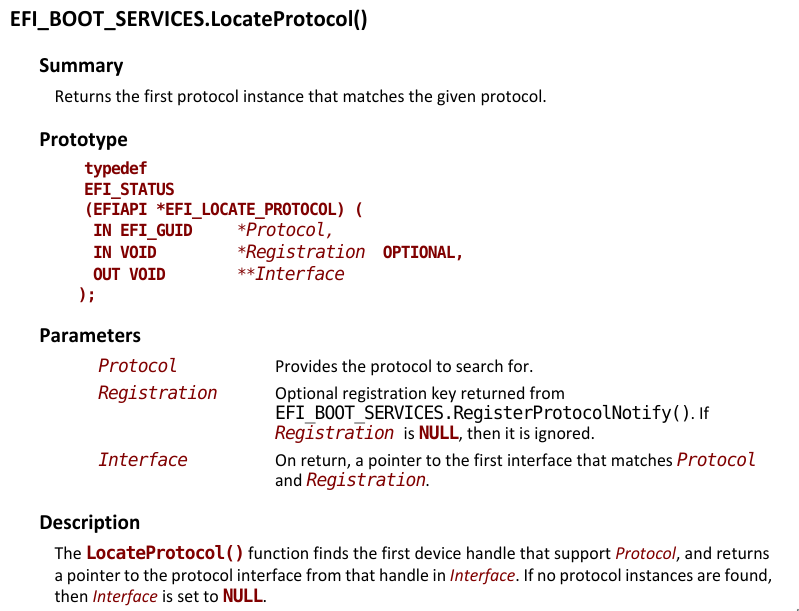 EFI_BOOT_SERVICES.LocateProtocol()
Summary
Returns the first protocol instance that matches the given protocol.
Prototype
typedef
EFI_STATUS
(EFIAPI *EFI_LOCATE_PROTOCOL) (
IN EFI_GUID *Protocol,
IN VOID *Registration OPTIONAL,
OUT VOID **Interface
);
Parameters
Protocol Provides the protocol to search for.
Registration Optional registration key returned from
EFI_BOOT_SERVICES.RegisterProtocolNotify(). If
Registration is NULL, then it is ignored.
Interface On return, a pointer to the first interface that matches Protocol
and Registration.
Description
The LocateProtocol() function finds the first device handle that support Protocol, and returns
a pointer to the protocol interface from that handle in Interface. If no protocol instances are found,
then Interface is set to NULL.